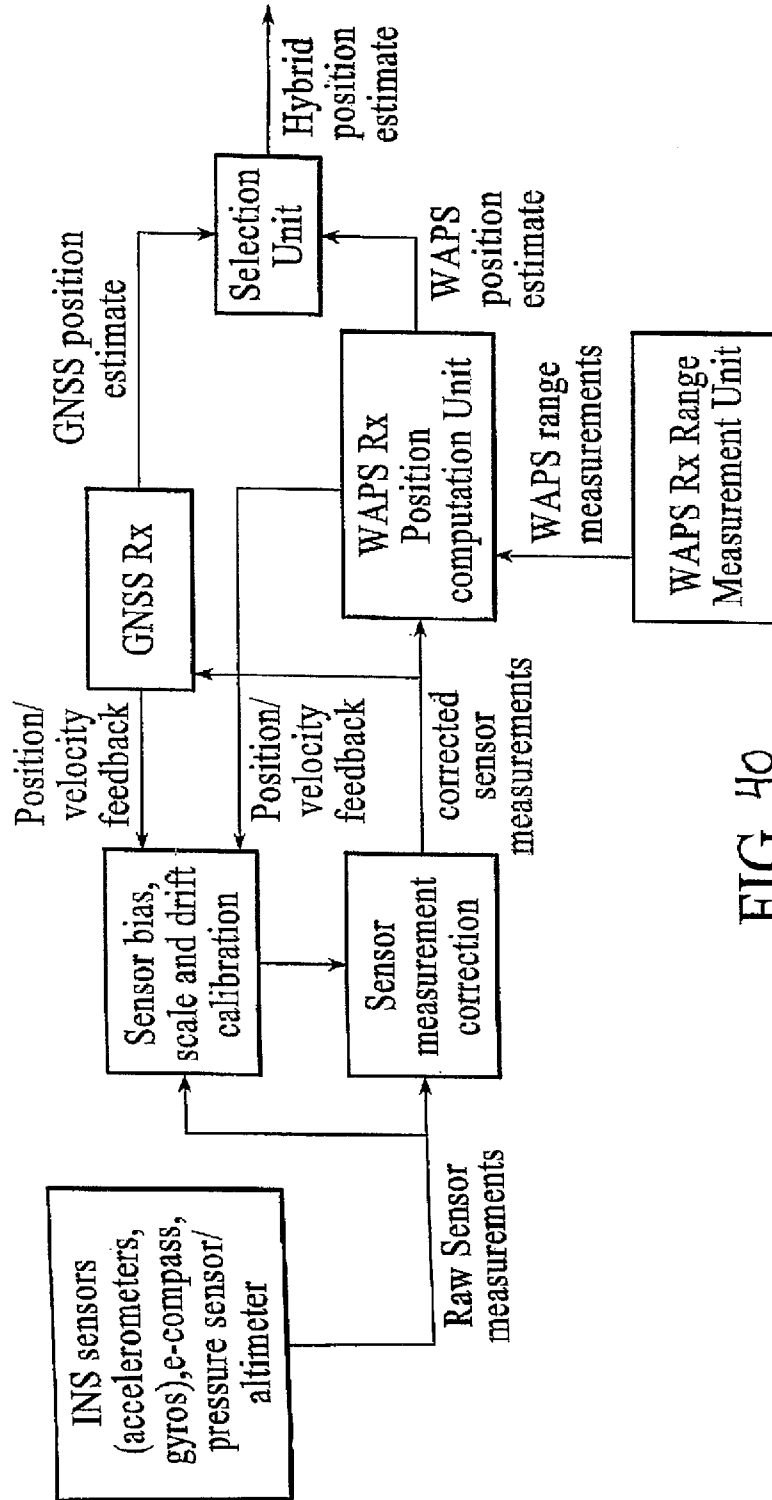 INS sensors
(accelerometers,
gyros),e-compass,
pressure sensor/
altimeter
Raw Sensor
measurements
Sensor bias,
scale and drift
calibration
Sensor
measurement
correction
Position/
velocity
feedback
Position/
velocity
feedback
corrected
sensor
measurements
GNSS Rx
WAPS Rx
Position
computation Unit
WAPS range
measurements
WAPS Rx Range
Measurement Unit
GNSS position
estimate
WAPS
position
estimate
Selection
Unit
Hybrid
position
estimate
FIG 40